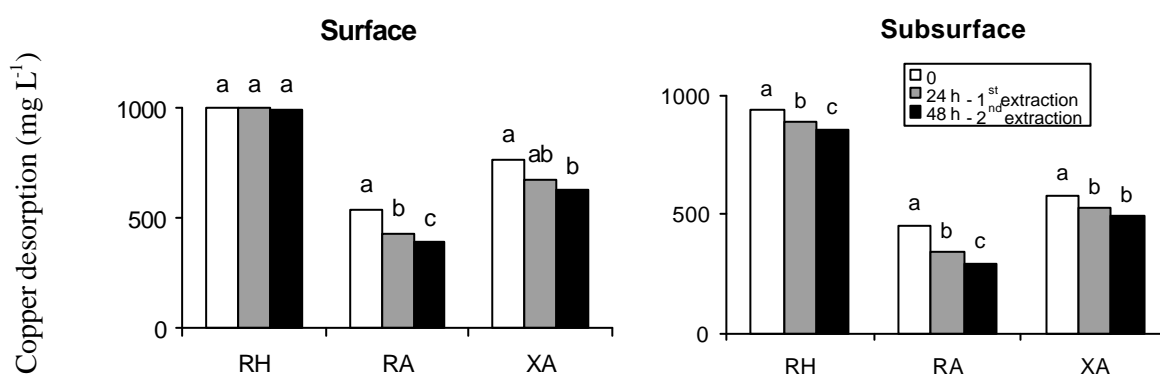 Copper desorption (mg L-1)
Surface
a a a
a
b
c
a
ab
b
1000
500
0
RH RA XA
Subsurface
0
24 h - 1st extraction
48 h - 2nd extraction
a
b
c
a
b
c
a
b
b
1000
500
0
RH RA XA